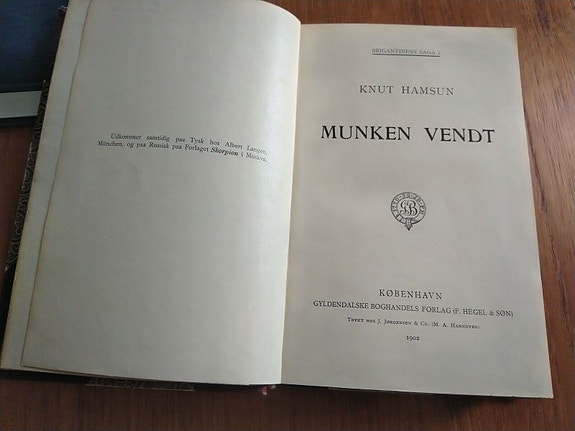 Udkommer samtidig paa Tysk hos Albert Langen,
München, og paa Russisk paa Forlaget Skorpion i Moskva.
BRIGANTINENS SAGA I
KNUT HAMSUN
MUNKEN VENDT
KØBENHAVN
GYLDENDALSKE BOGHANDELS FORLAG (F. HEGEL & SØN)
TRYKT HOS J. JØRGENSEN & CO. (M. A. HANNOVER)
1902